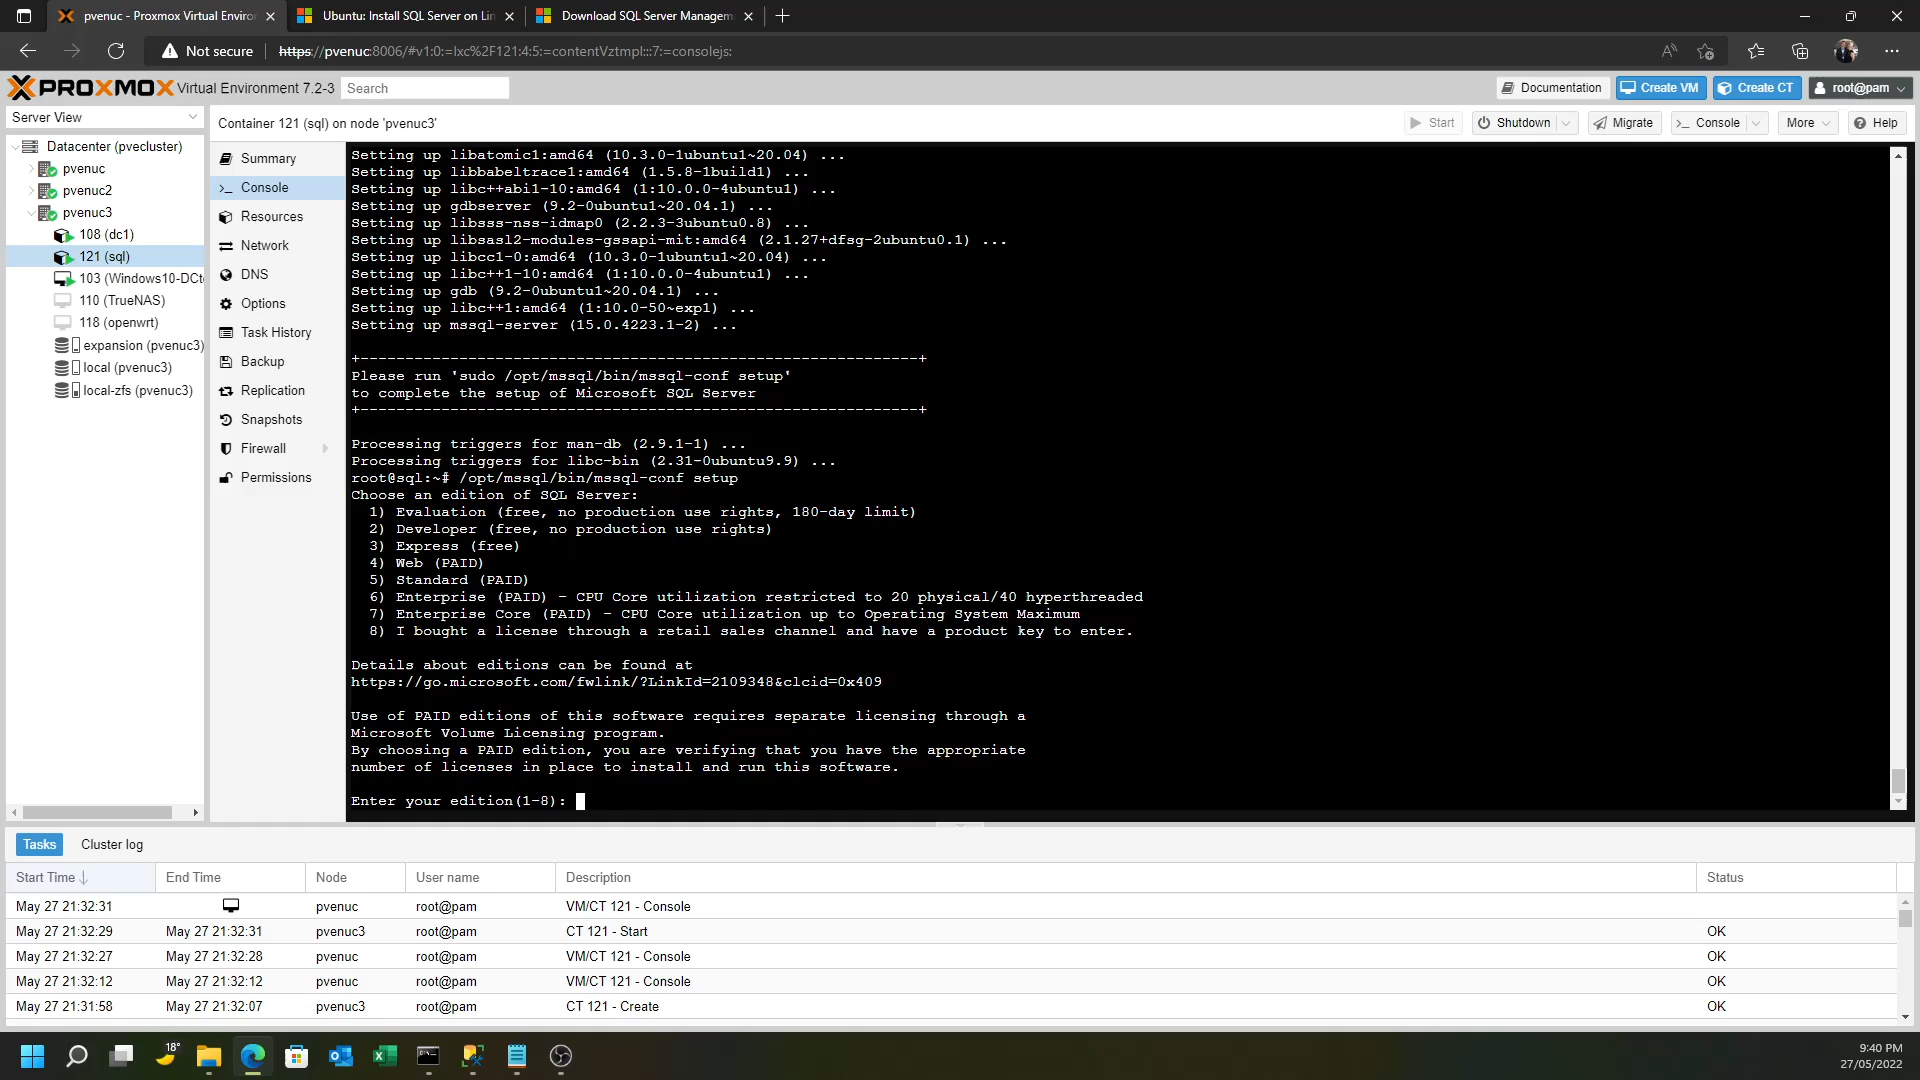 pvenuc - Proxmox Virtual Enviro
Ubuntu: Install SQL Server on Lin
Download SQL Server Managem
Not secure
https://pvenuc:8006/#v1:0:=lxc%2F121:4:5:=contentVztmpl:::7:=consolejs:
PROXMOX Virtual Environment 7.2-3
Search
Documentation
Create VM
Create CT
root@pam
Server View
Container 121 (sql) on node 'pvenuc3'
Start
Shutdown
Migrate
Console
More
Help
Datacenter (pvecluster)
pvenuc
pvenuc2
pvenuc3
108 (dc1)
121 (sql)
103 (Windows10-DCt
110 (TrueNAS)
118 (openwrt)
expansion (pvenuc3)
local (pvenuc3)
local-zfs (pvenuc3)
Summary
Console
Resources
Network
DNS
Options
Task History
Backup
Replication
Snapshots
Firewall
Permissions
Setting up libatomic1:amd64 (10.3.0-1ubuntu1~20.04) ...
Setting up libbabeltrace1:amd64 (1.5.8-1build1) ...
Setting up libc++abi1-10:amd64 (1:10.0.0-4ubuntu1) ...
Setting up gdbserver (9.2-0ubuntu1~20.04.1) ...
Setting up libsss-nss-idmap0 (2.2.3-3ubuntu0.8) ...
Setting up libsasl2-modules-gssapi-mit:amd64 (2.1.27+dfsg-2ubuntu0.1) ...
Setting up libcc1-0:amd64 (10.3.0-1ubuntu1~20.04) ...
Setting up libc++1-10:amd64 (1:10.0.0-4ubuntu1) ...
Setting up gdb (9.2-0ubuntu1~20.04.1) ...
Setting up libc++1:amd64 (1:10.0-50~exp1) ...
Setting up mssql-server (15.0.4223.1-2) ...
+--------------------------------------------------------------+
Please run 'sudo /opt/mssql/bin/mssql-conf setup'
to complete the setup of Microsoft SQL Server
+--------------------------------------------------------------+
Processing triggers for man-db (2.9.1-1) ...
Processing triggers for libc-bin (2.31-0ubuntu9.9) ...
root@sql:~# /opt/mssql/bin/mssql-conf setup
Choose an edition of SQL Server:
1) Evaluation (free, no production use rights, 180-day limit)
2) Developer (free, no production use rights)
3) Express (free)
4) Web (PAID)
5) Standard (PAID)
6) Enterprise (PAID) - CPU Core utilization restricted to 20 physical/40 hyperthreaded
7) Enterprise Core (PAID) - CPU Core utilization up to Operating System Maximum
8) I bought a license through a retail sales channel and have a product key to enter.
Details about editions can be found at
https://go.microsoft.com/fwlink/?LinkId=2109348&clcid=0x409
Use of PAID editions of this software requires separate licensing through a
Microsoft Volume Licensing program.
By choosing a PAID edition, you are verifying that you have the appropriate
number of licenses in place to install and run this software.
Enter your edition(1-8):
Tasks
Cluster log
Start Time End Time Node User name Description Status
May 27 21:32:31 pvenuc root@pam VM/CT 121 - Console
May 27 21:32:29 May 27 21:32:31 pvenuc3 root@pam CT 121 - Start OK
May 27 21:32:27 May 27 21:32:28 pvenuc root@pam VM/CT 121 - Console OK
May 27 21:32:12 May 27 21:32:12 pvenuc root@pam VM/CT 121 - Console OK
May 27 21:31:58 May 27 21:32:07 pvenuc3 root@pam CT 121 - Create OK
18°
9:40 PM
27/05/2022